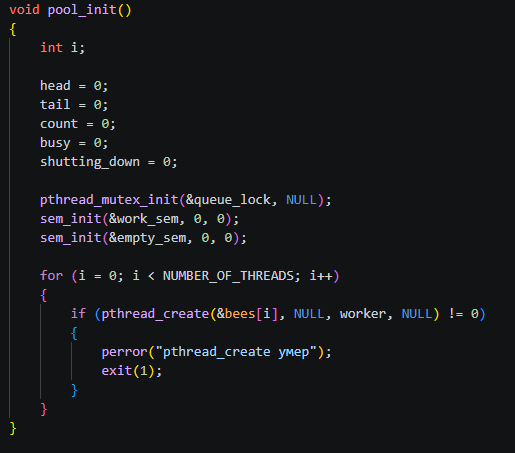 void pool_init()
{
    int i;

    head = 0;
    tail = 0;
    count = 0;
    busy = 0;
    shutting_down = 0;

    pthread_mutex_init(&queue_lock, NULL);
    sem_init(&work_sem, 0, 0);
    sem_init(&empty_sem, 0, 0);

    for (i = 0; i < NUMBER_OF_THREADS; i++)
    {
        if (pthread_create(&bees[i], NULL, worker, NULL) != 0)
        {
            perror("pthread_create умер");
            exit(1);
        }
    }
}